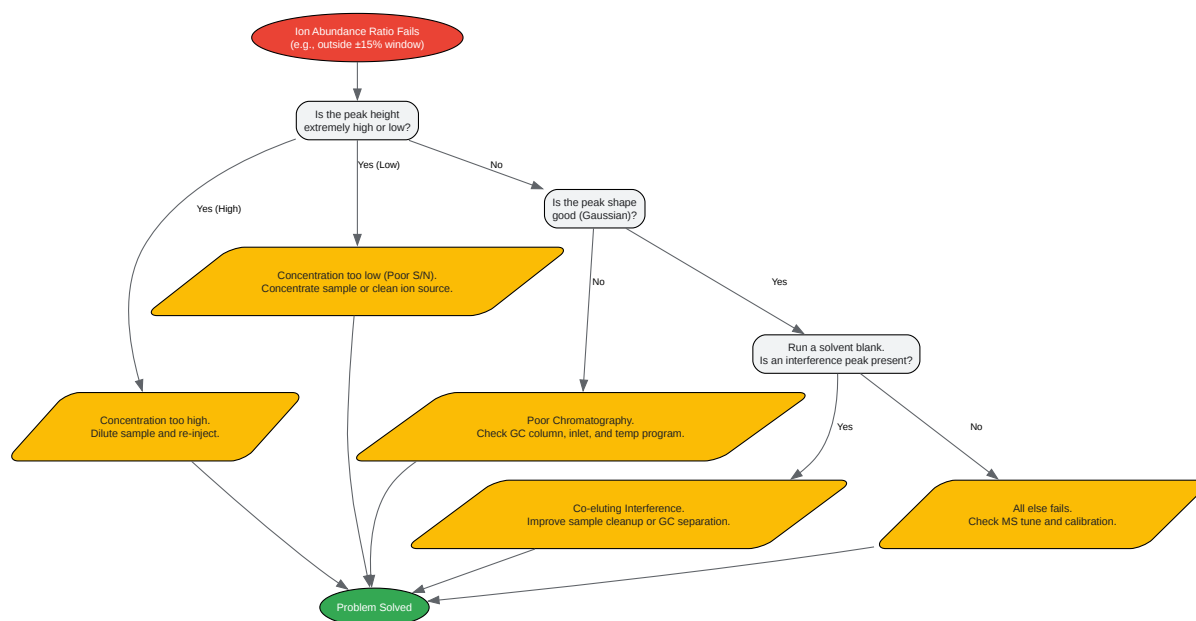 Ion Abundance Ratio Fails
(e.g., outside ±15% window)
Is the peak height
extremely high or low?
Yes (Low)
No
Yes (High)
Is the peak shape
good (Gaussian)?
Concentration too low (Poor S/N).
Concentrate sample or clean ion source.
No
Yes
Run a solvent blank.
Is an interference peak present?
Concentration too high.
Dilute sample and re-inject.
Poor Chromatography.
Check GC column, inlet, and temp program.
Yes
No
Co-eluting Interference.
Improve sample cleanup or GC separation.
All else fails.
Check MS tune and calibration.
Problem Solved